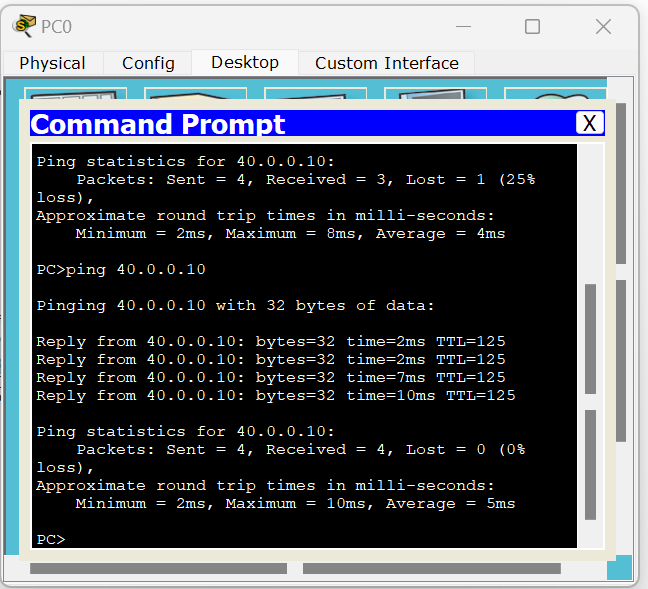 PC0
Physical Config Desktop Custom Interface
Command Prompt X
Ping statistics for 40.0.0.10:
    Packets: Sent = 4, Received = 3, Lost = 1 (25%
loss),
Approximate round trip times in milli-seconds:
    Minimum = 2ms, Maximum = 8ms, Average = 4ms
PC>ping 40.0.0.10
Pinging 40.0.0.10 with 32 bytes of data:
Reply from 40.0.0.10: bytes=32 time=2ms TTL=125
Reply from 40.0.0.10: bytes=32 time=2ms TTL=125
Reply from 40.0.0.10: bytes=32 time=7ms TTL=125
Reply from 40.0.0.10: bytes=32 time=10ms TTL=125
Ping statistics for 40.0.0.10:
    Packets: Sent = 4, Received = 4, Lost = 0 (0%
loss),
Approximate round trip times in milli-seconds:
    Minimum = 2ms, Maximum = 10ms, Average = 5ms
PC>